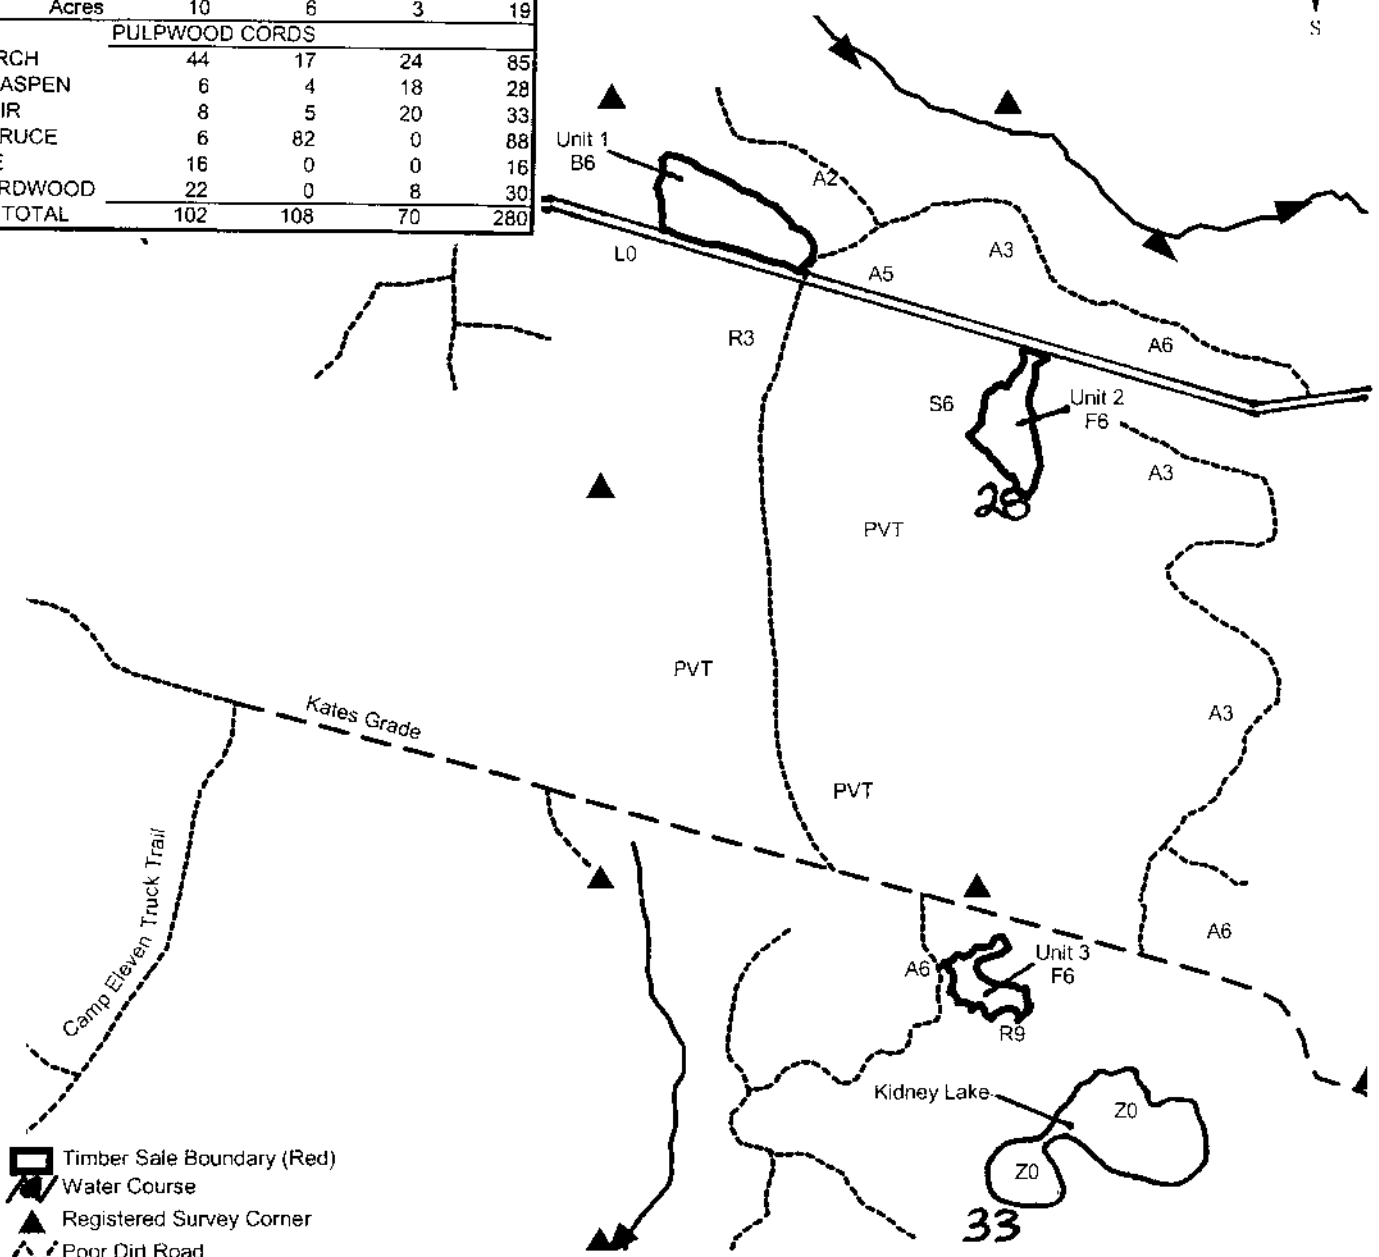 Acres 10 6 3 19
PULPWOOD CORDS
RCH 44 17 24 85
ASPEN 6 4 18 28
IR 8 5 20 33
RUCE 6 82 0 88
E 16 0 0 16
RDWOOD 22 0 8 30
TOTAL 102 108 70 280
S
Unit 1
B6
A2
L0
A5
A3
R3
A6
S6
Unit 2
F6
A3
28
PVT
PVT
Kates Grade
A3
PVT
Camp Eleven Truck Trail
A6
A6
Unit 3
F6
R9
Kidney Lake
Z0
Z0
33
Timber Sale Boundary (Red)
Water Course
Registered Survey Corner
Poor Dirt Road